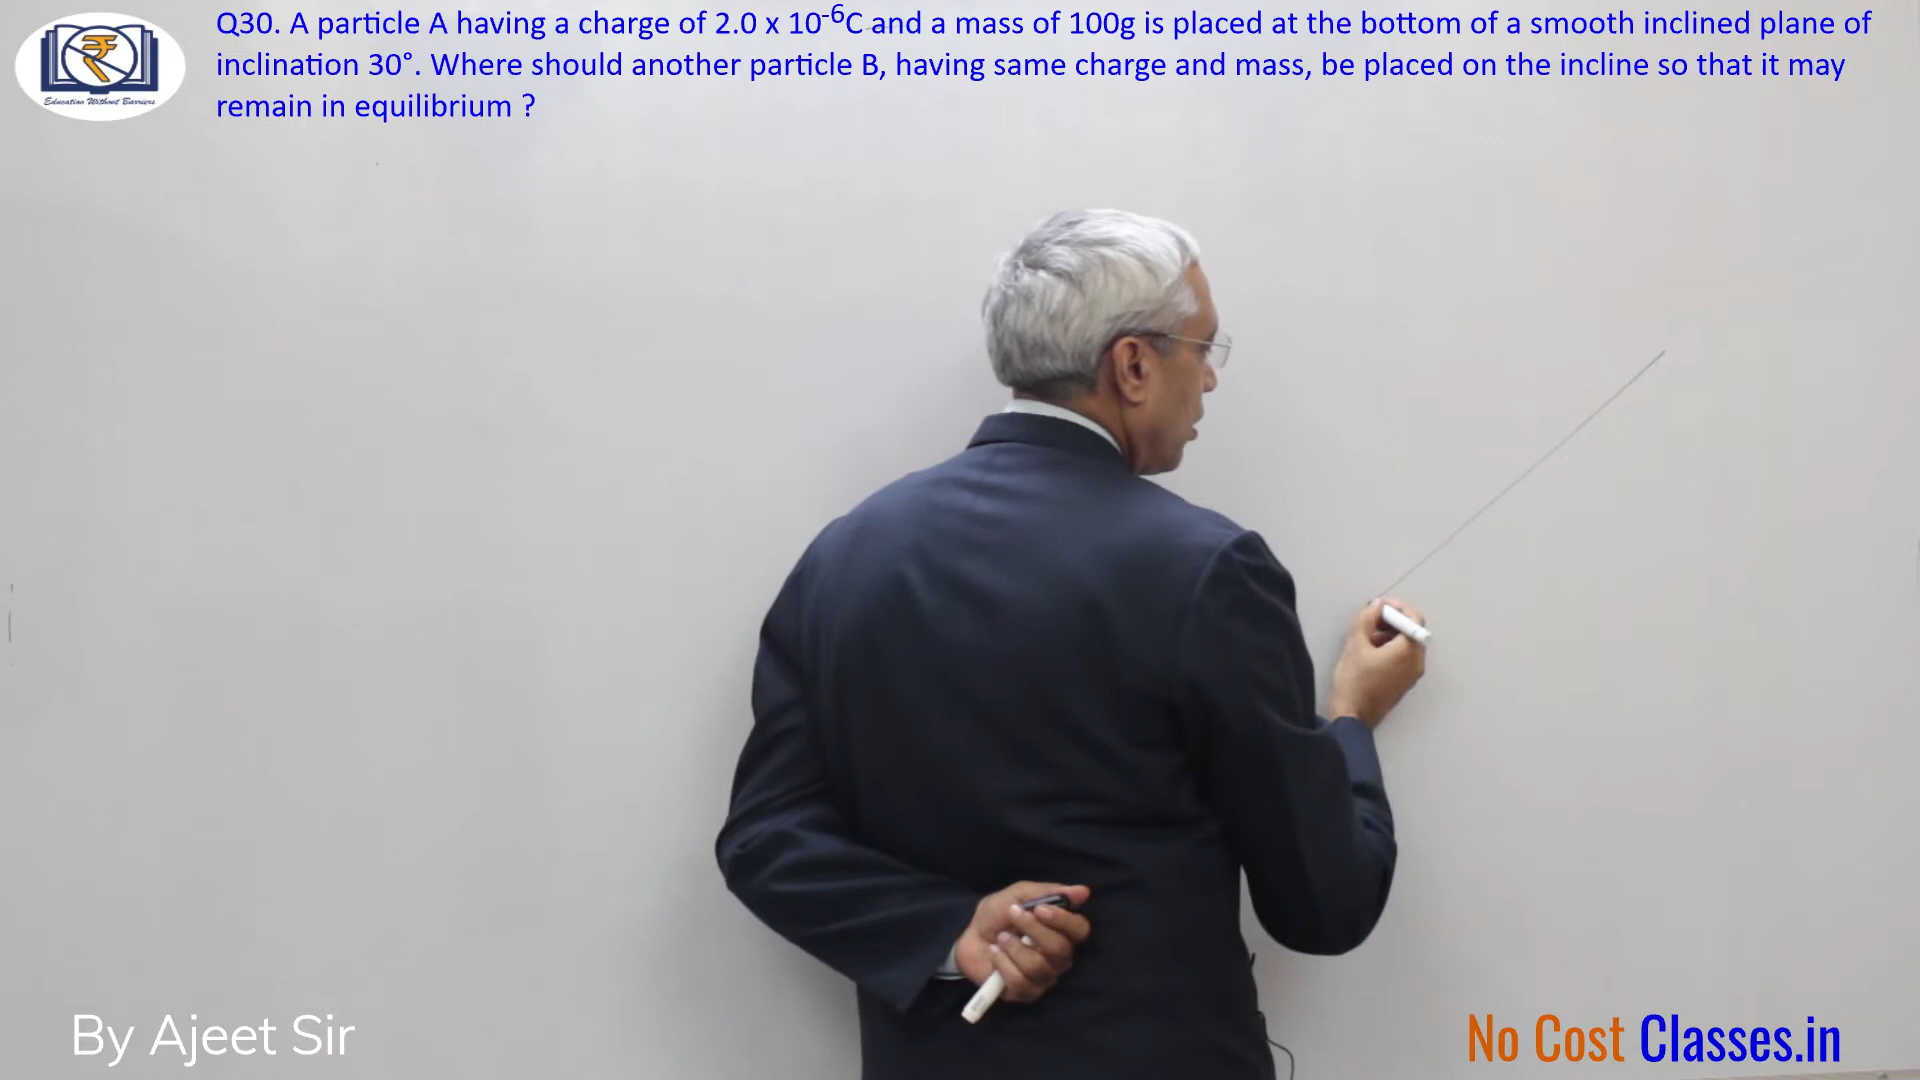 Q30. A particle A having a charge of 2.0 x 10⁻⁶C and a mass of 100g is placed at the bottom of a smooth inclined plane of
inclination 30°. Where should another particle B, having same charge and mass, be placed on the incline so that it may
remain in equilibrium ?
Education Without Barriers
By Ajeet Sir
No Cost Classes.in